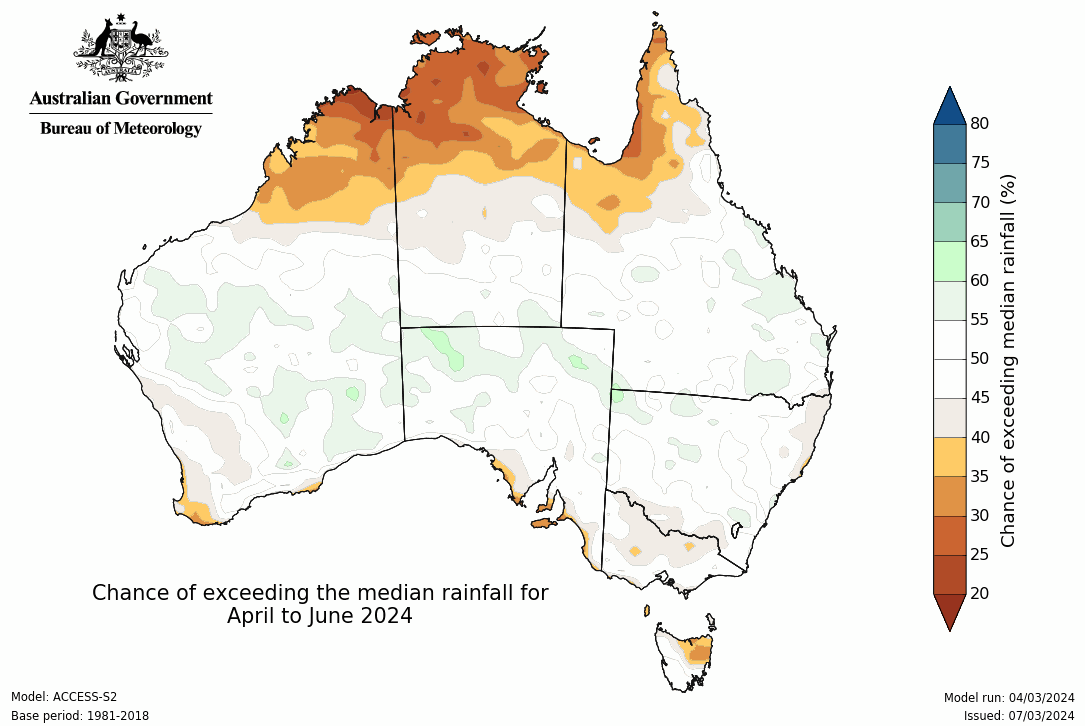 Australian Government
Bureau of Meteorology
80
75
70
65
60
55
50
45
40
35
30
25
20
Chance of exceeding median rainfall (%)
Chance of exceeding the median rainfall for
April to June 2024
Model: ACCESS-S2
Base period: 1981-2018
Model run: 04/03/2024
Issued: 07/03/2024